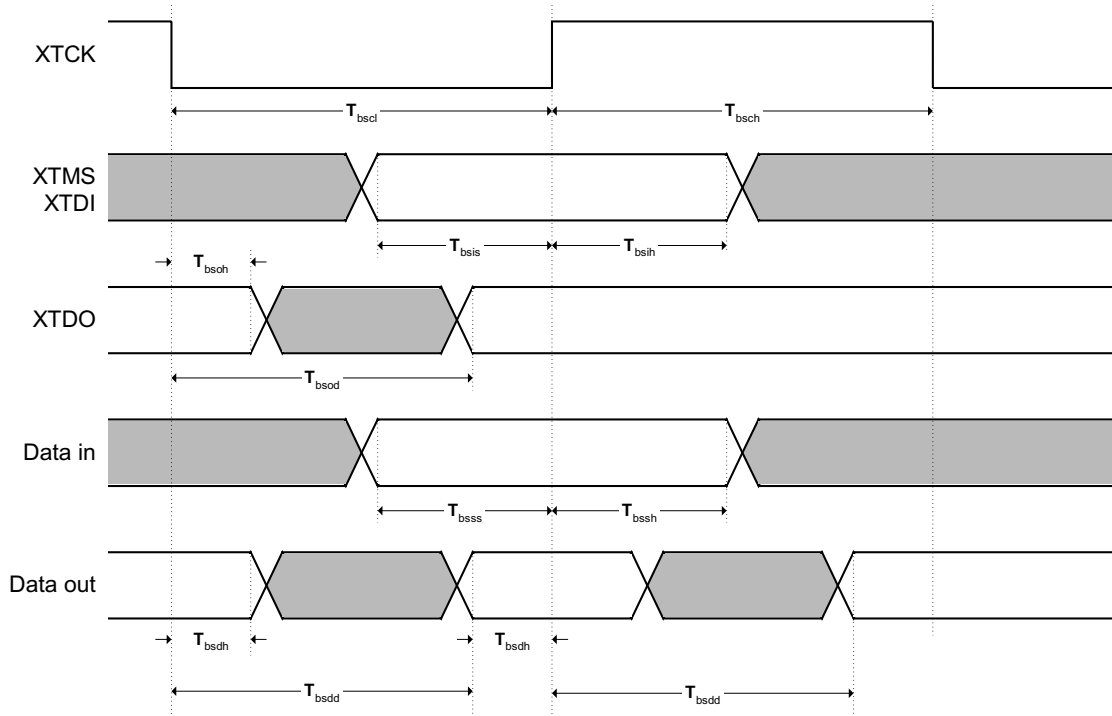 XTCK
Tbscl
Tbsch
XTMS
XTDI
Tbsis
Tbsih
Tbsoh
XTDO
Tbsod
Data in
Tbsss
Tbssh
Data out
Tbsdh
Tbsdh
Tbsdd
Tbsdd